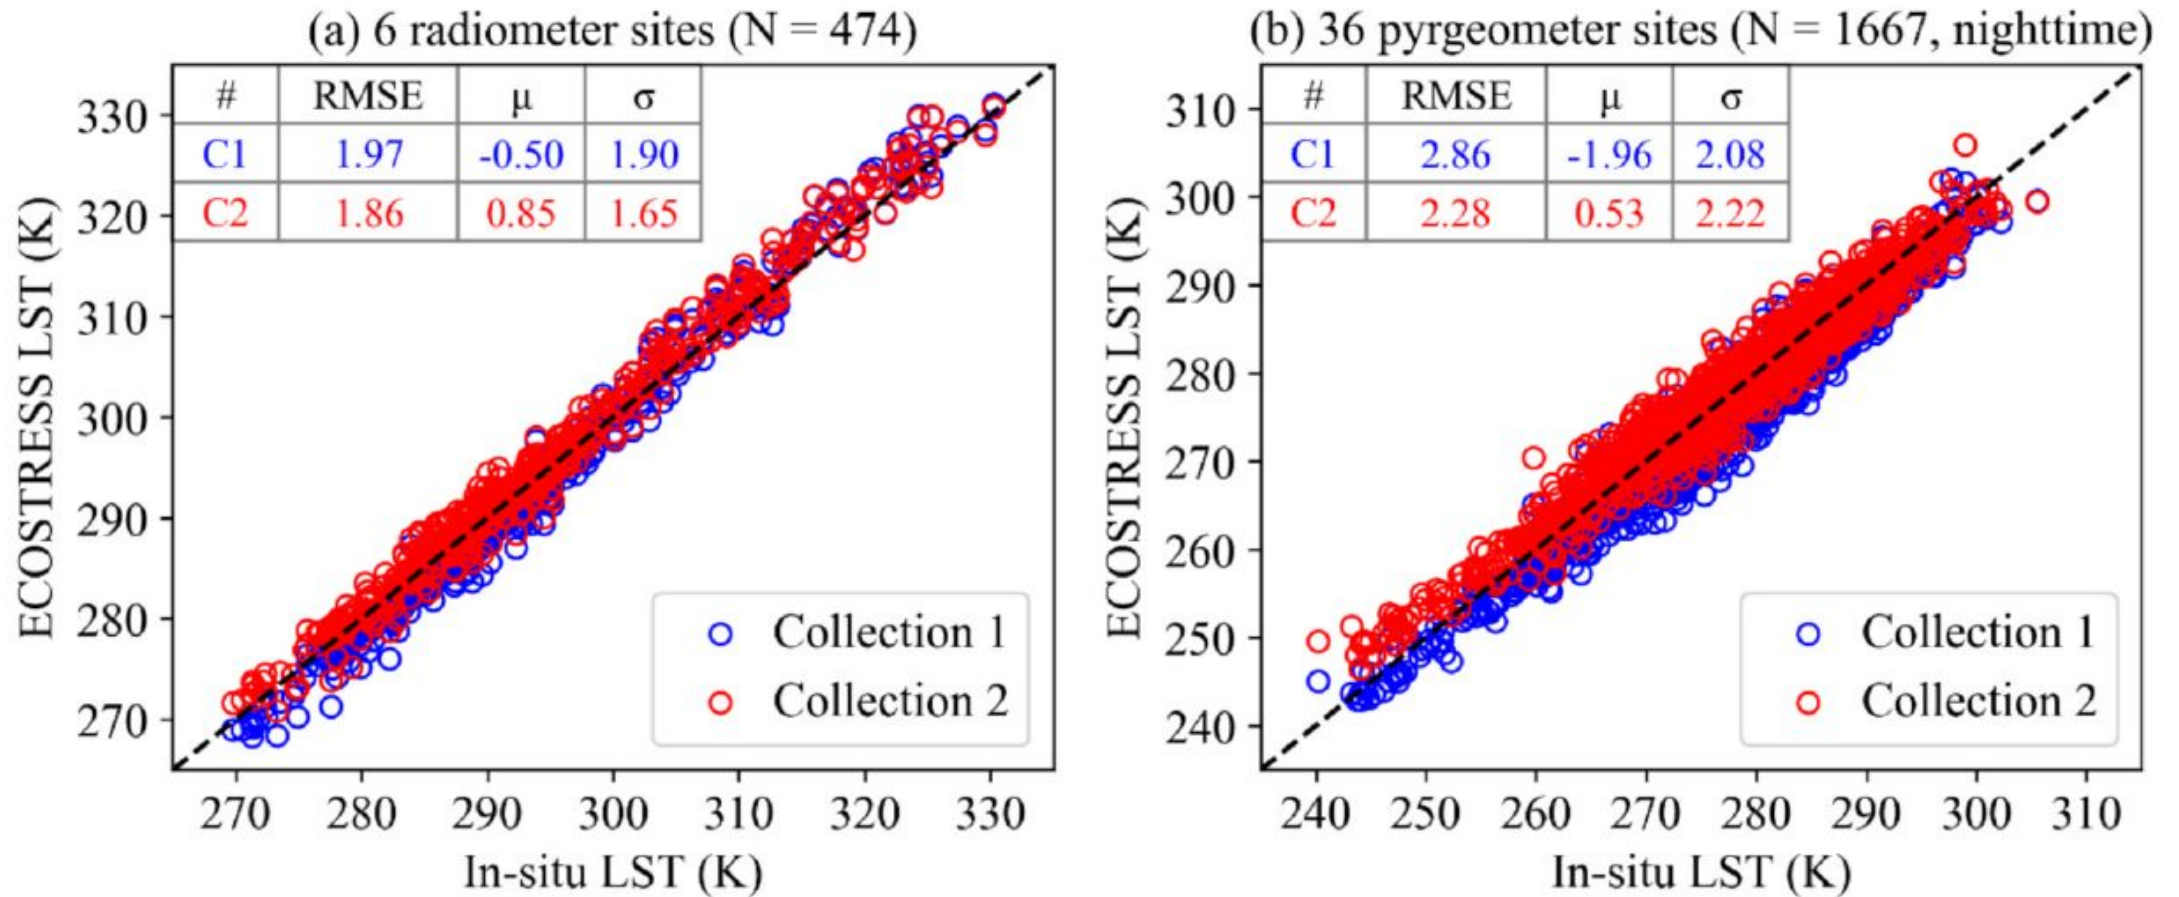 (a) 6 radiometer sites (N = 474)
# RMSE μ σ
C1 1.97 -0.50 1.90
C2 1.86 0.85 1.65
330
320
310
300
290
280
270
ECOSTRESS LST (K)
Collection 1
Collection 2
270 280 290 300 310 320 330
In-situ LST (K)
(b) 36 pyrgeometer sites (N = 1667, nighttime)
# RMSE μ σ
C1 2.86 -1.96 2.08
C2 2.28 0.53 2.22
310
300
290
280
270
260
250
240
ECOSTRESS LST (K)
Collection 1
Collection 2
240 250 260 270 280 290 300 310
In-situ LST (K)